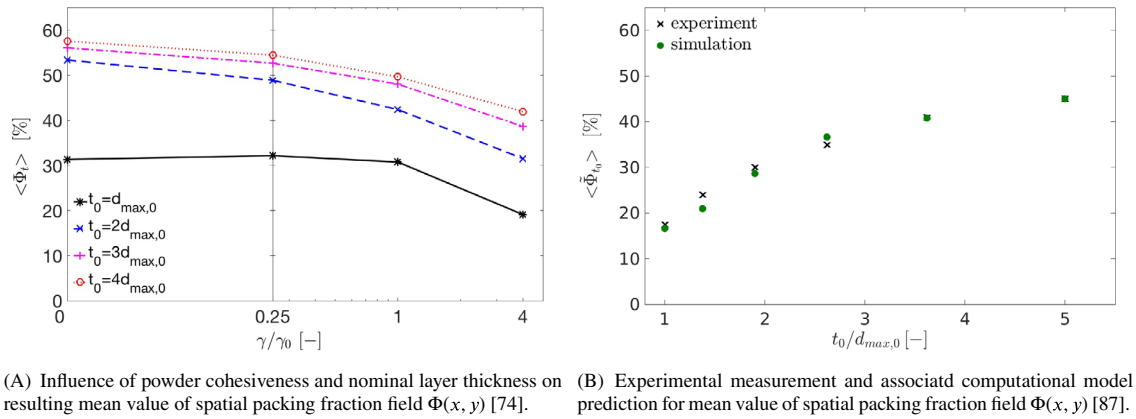 60
50
40
30
20
10
0
<Φ̄t> [%]
t0=dmax,0
t0=2dmax,0
t0=3dmax,0
t0=4dmax,0
0 0.25 1 4
γ/γ0 [−]
60
50
40
30
20
10
0
<Φ̃t0> [%]
experiment
simulation
1 2 3 4 5
t0/dmax,0 [−]
(A) Influence of powder cohesiveness and nominal layer thickness on
resulting mean value of spatial packing fraction field Φ(x, y) [74].
(B) Experimental measurement and associatd computational model
prediction for mean value of spatial packing fraction field Φ(x, y) [87].